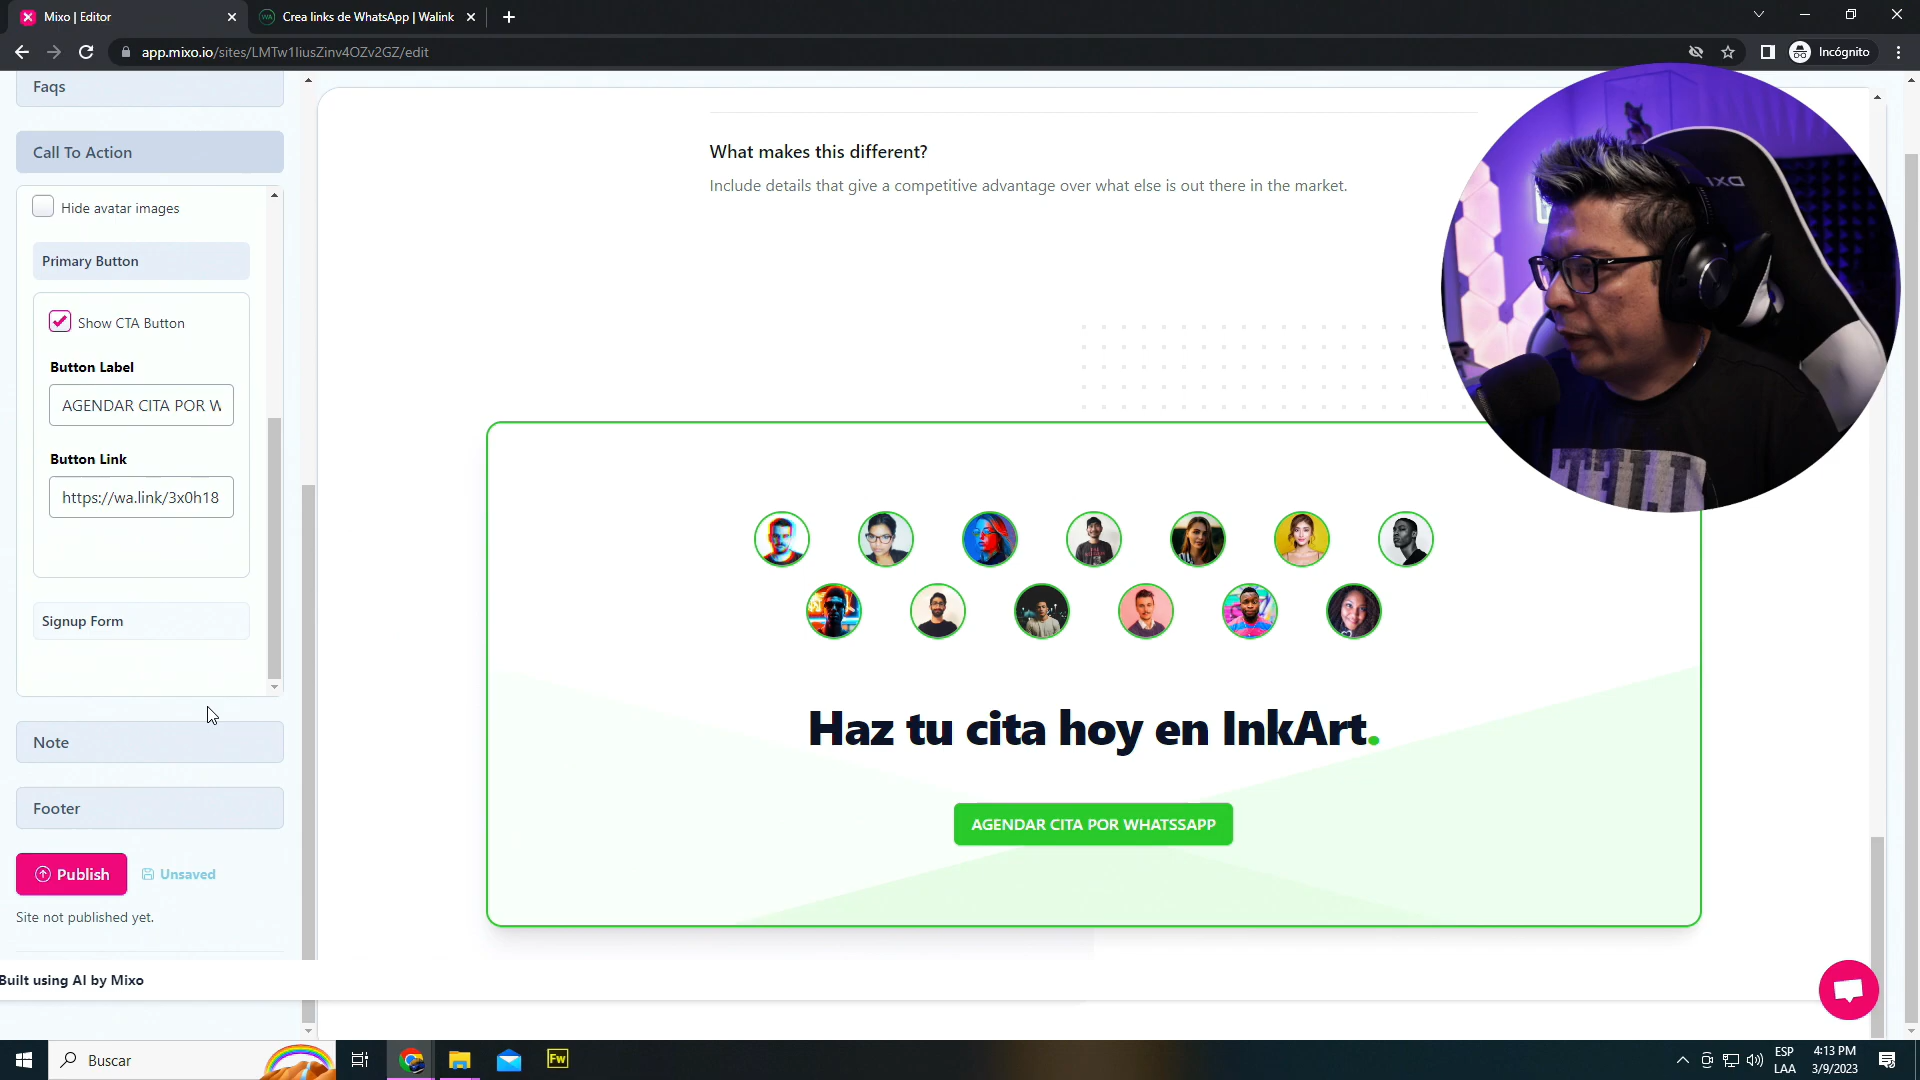 Mixo | Editor
Crea links de WhatsApp | Walink
app.mixo.io/sites/LMTw1IiusZinv4OZv2GZ/edit
Incógnito
Faqs
Call To Action
Hide avatar images
Primary Button
Show CTA Button
Button Label
AGENDAR CITA POR W
Button Link
https://wa.link/3x0h18
Signup Form
Note
Footer
Publish
Unsaved
Site not published yet.
Built using AI by Mixo
What makes this different?
Include details that give a competitive advantage over what else is out there in the market.
Haz tu cita hoy en InkArt.
AGENDAR CITA POR WHATSSAPP
Buscar
Fw
ESP
LAA
4:13 PM
3/9/2023